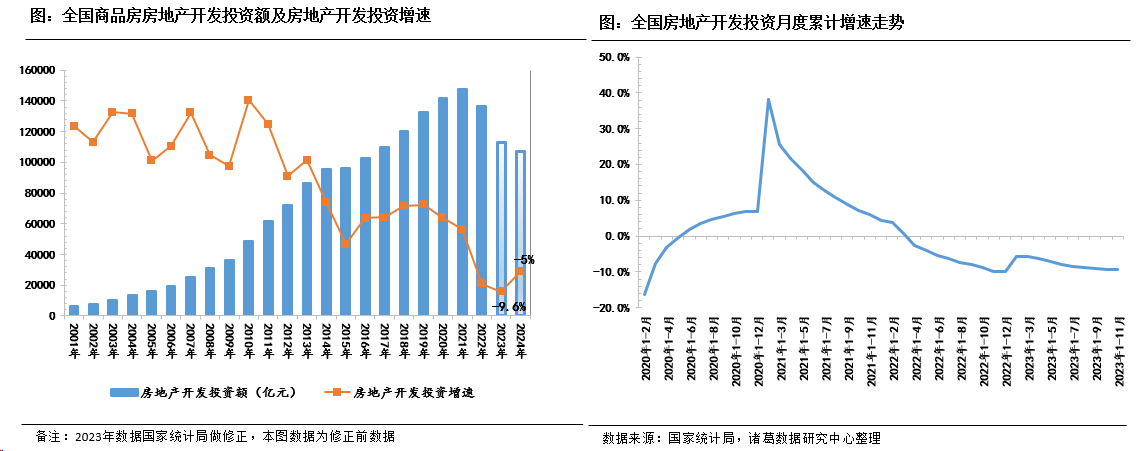 图：全国商品房房地产开发投资额及房地产开发投资增速
160000
140000
120000
100000
80000
60000
40000
20000
0
-5%
-9.6%
2001年
2002年
2003年
2004年
2005年
2006年
2007年
2008年
2009年
2010年
2011年
2012年
2013年
2014年
2015年
2016年
2017年
2018年
2019年
2020年
2021年
2022年
2023年
2024年
房地产开发投资额（亿元）
房地产开发投资增速
备注：2023年数据国家统计局做修正，本图数据为修正前数据
图：全国房地产开发投资月度累计增速走势
50.0%
40.0%
30.0%
20.0%
10.0%
0.0%
-10.0%
-20.0%
2020年1-2月
2020年1-4月
2020年1-6月
2020年1-8月
2020年1-10月
2020年1-12月
2021年1-3月
2021年1-5月
2021年1-7月
2021年1-9月
2021年1-11月
2022年1-2月
2022年1-4月
2022年1-6月
2022年1-8月
2022年1-10月
2022年1-12月
2023年1-3月
2023年1-5月
2023年1-7月
2023年1-9月
2023年1-11月
数据来源：国家统计局，诸葛数据研究中心整理